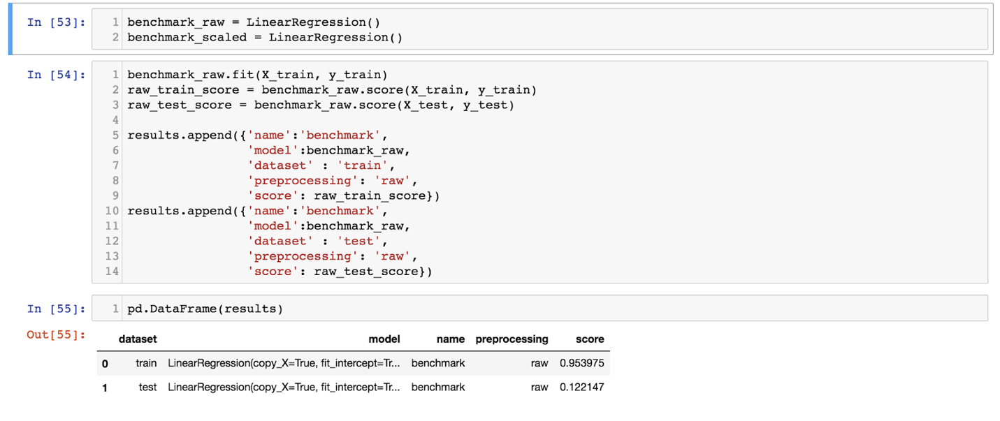 In [53]:
1 benchmark_raw = LinearRegression()
2 benchmark_scaled = LinearRegression()
In [54]:
1 benchmark_raw.fit(X_train, y_train)
2 raw_train_score = benchmark_raw.score(X_train, y_train)
3 raw_test_score = benchmark_raw.score(X_test, y_test)
4
5 results.append({'name':'benchmark',
6 'model':benchmark_raw,
7 'dataset' : 'train',
8 'preprocessing': 'raw',
9 'score': raw_train_score})
10 results.append({'name':'benchmark',
11 'model':benchmark_raw,
12 'dataset' : 'test',
13 'preprocessing': 'raw',
14 'score': raw_test_score})
In [55]:
1 pd.DataFrame(results)
Out[55]:
dataset model name preprocessing score
0 train LinearRegression(copy_X=True, fit_intercept=Tr... benchmark raw 0.953975
1 test LinearRegression(copy_X=True, fit_intercept=Tr... benchmark raw 0.122147